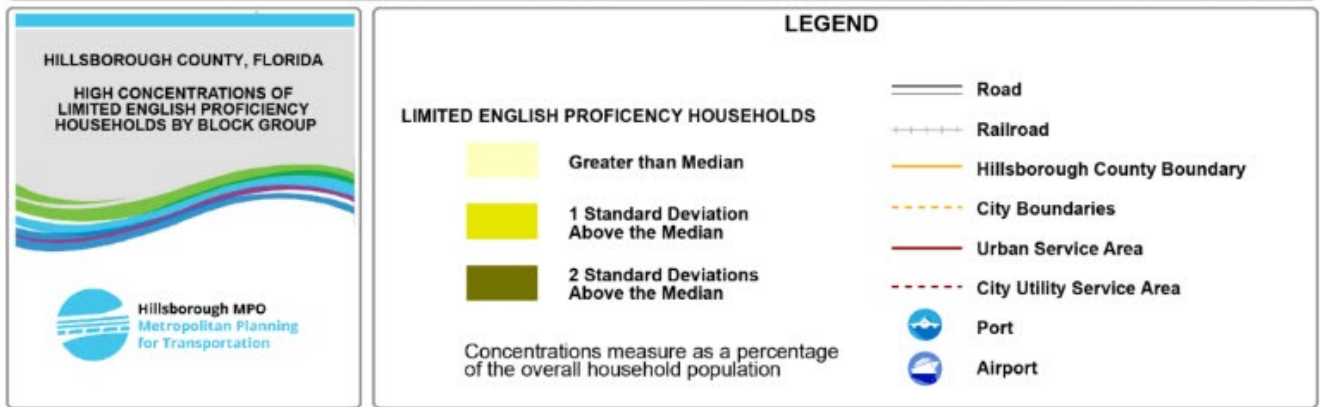 HILLSBOROUGH COUNTY, FLORIDA
HIGH CONCENTRATIONS OF
LIMITED ENGLISH PROFICIENCY
HOUSEHOLDS BY BLOCK GROUP
Hillsborough MPO
Metropolitan Planning
for Transportation
LEGEND
LIMITED ENGLISH PROFICENCY HOUSEHOLDS
Greater than Median
1 Standard Deviation
Above the Median
2 Standard Deviations
Above the Median
Concentrations measure as a percentage
of the overall household population
Road
Railroad
Hillsborough County Boundary
City Boundaries
Urban Service Area
City Utility Service Area
Port
Airport